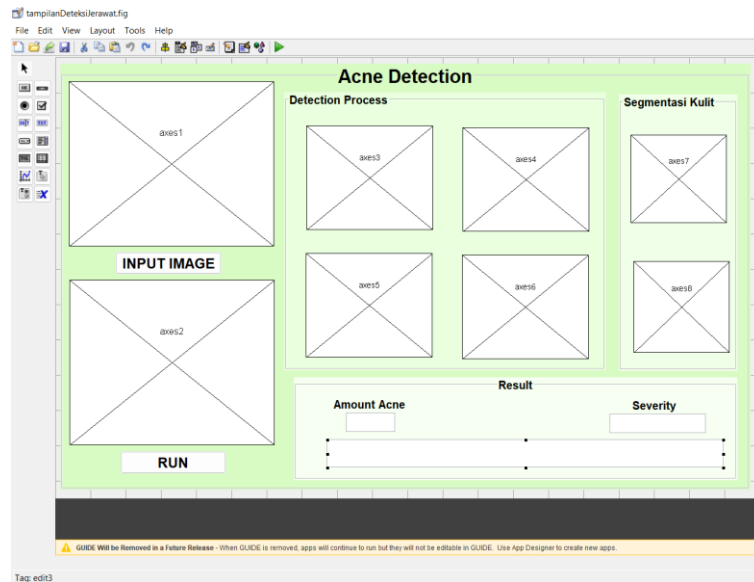 tampilanDeteksiJerawat.fig
File Edit View Layout Tools Help
Acne Detection
axes1
INPUT IMAGE
axes2
RUN
Detection Process
axes3
axes4
axes5
axes6
Segmentasi Kulit
axes7
axes8
Result
Amount Acne
Severity
GUIDE Will be Removed in a Future Release - When GUIDE is removed, apps will continue to run but they will not be editable in GUIDE. Use App Designer to create new apps.
Tag: edit3